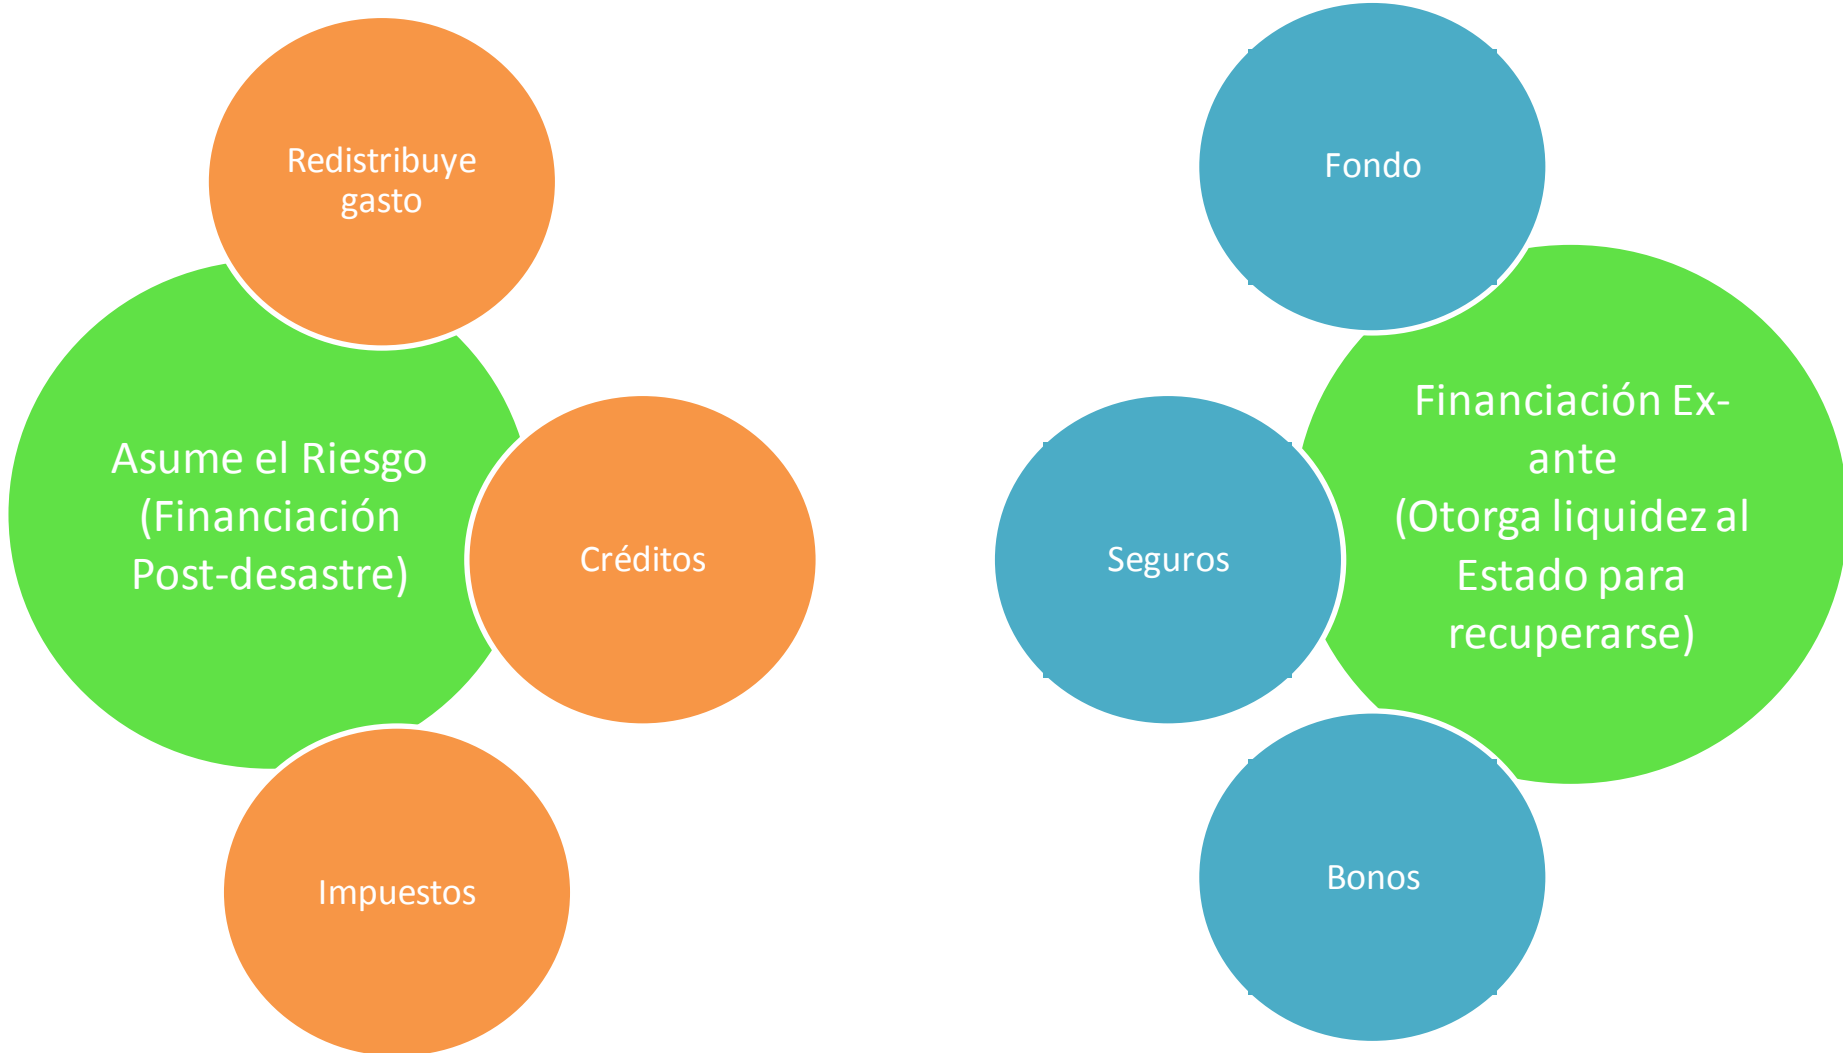 Redistribuye
gasto
Asume el Riesgo
(Financiación
Post-desastre)
Créditos
Impuestos
Fondo
Seguros
Financiación Ex-
ante
(Otorga liquidez al
Estado para
recuperarse)
Bonos